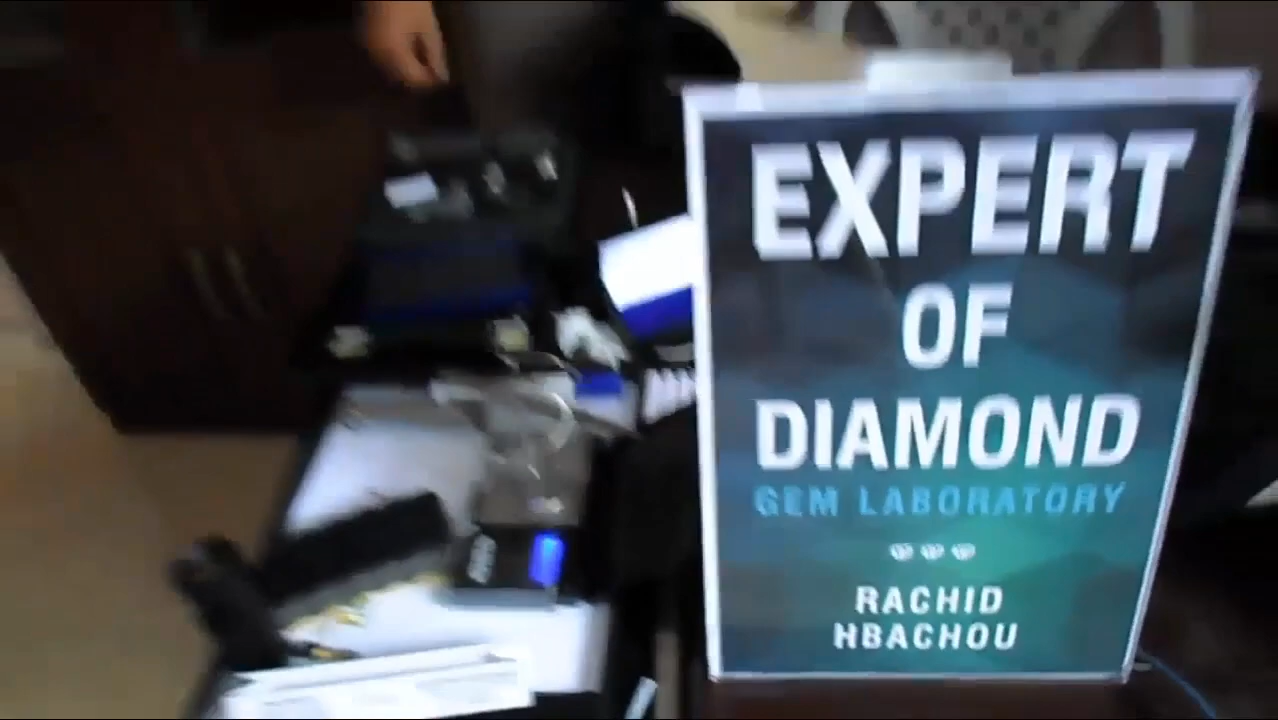 EXPERT
OF
DIAMOND
GEM LABORATORY
RACHID
HBACHOU